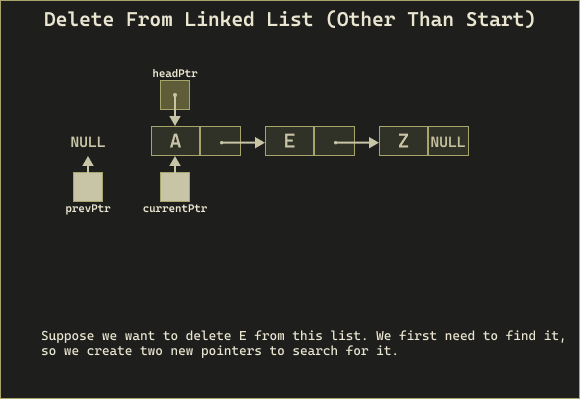 Delete From Linked List (Other Than Start)
headPtr
NULL A E Z NULL
prevPtr currentPtr
Suppose we want to delete E from this list. We first need to find it,
so we create two new pointers to search for it.